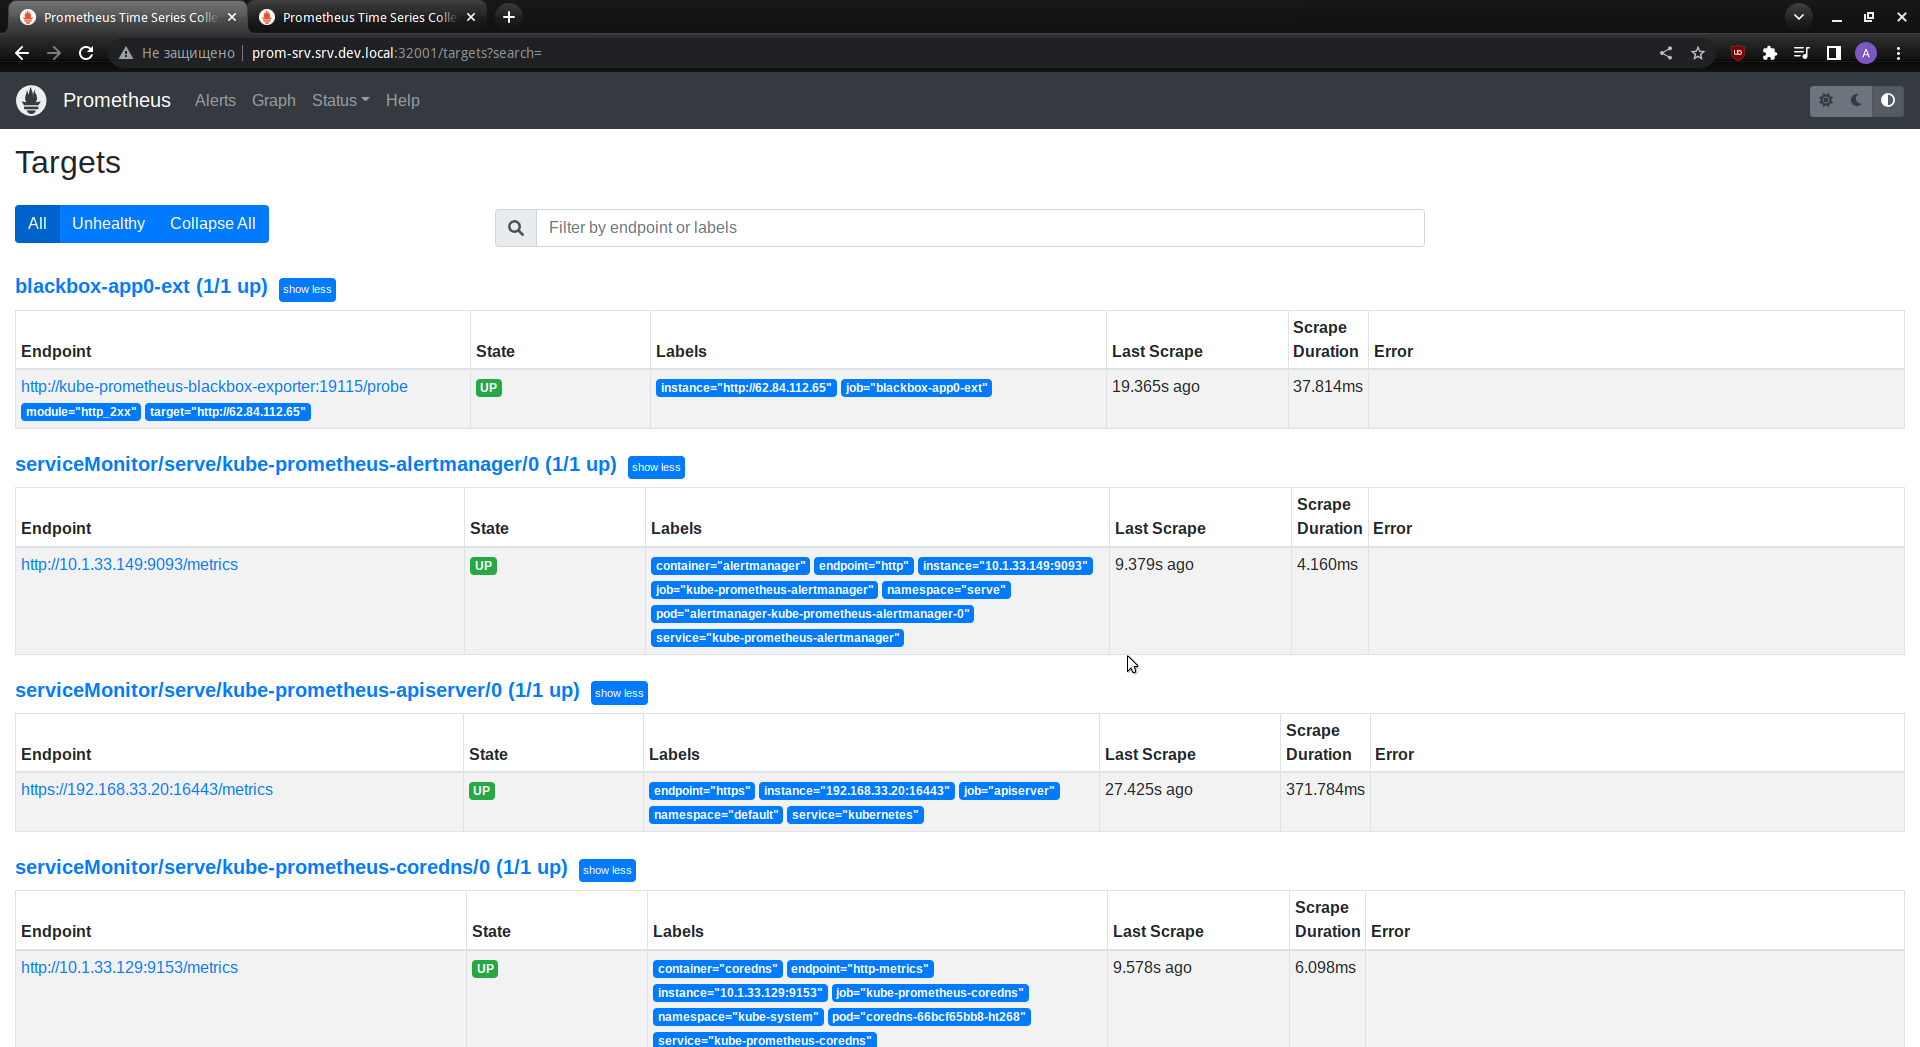 Prometheus Time Series Colle Prometheus Time Series Colle
Не защищено prom-srv.srv.dev.local:32001/targets?search= A
Prometheus Alerts Graph Status Help
Targets
All Unhealthy Collapse All Filter by endpoint or labels
blackbox-app0-ext (1/1 up) show less
Endpoint State Labels Last Scrape Scrape Duration Error
http://kube-prometheus-blackbox-exporter:19115/probe UP instance="http://62.84.112.65" job="blackbox-app0-ext" 19.365s ago 37.814ms
module="http_2xx" target="http://62.84.112.65"
serviceMonitor/serve/kube-prometheus-alertmanager/0 (1/1 up) show less
Endpoint State Labels Last Scrape Scrape Duration Error
http://10.1.33.149:9093/metrics UP container="alertmanager" endpoint="http" instance="10.1.33.149:9093" 9.379s ago 4.160ms
job="kube-prometheus-alertmanager" namespace="serve"
pod="alertmanager-kube-prometheus-alertmanager-0"
service="kube-prometheus-alertmanager"
serviceMonitor/serve/kube-prometheus-apiserver/0 (1/1 up) show less
Endpoint State Labels Last Scrape Scrape Duration Error
https://192.168.33.20:16443/metrics UP endpoint="https" instance="192.168.33.20:16443" job="apiserver" 27.425s ago 371.784ms
namespace="default" service="kubernetes"
serviceMonitor/serve/kube-prometheus-coredns/0 (1/1 up) show less
Endpoint State Labels Last Scrape Scrape Duration Error
http://10.1.33.129:9153/metrics UP container="coredns" endpoint="http-metrics" 9.578s ago 6.098ms
instance="10.1.33.129:9153" job="kube-prometheus-coredns"
namespace="kube-system" pod="coredns-66bcf65bb8-ht268"
service="kube-prometheus-coredns"